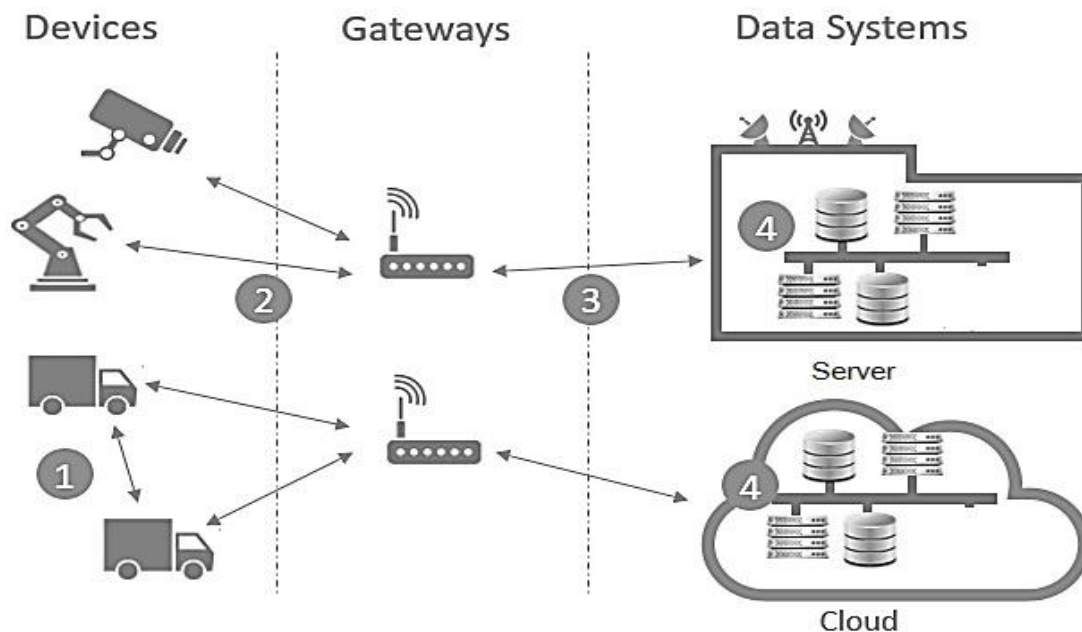 Devices
Gateways
Data Systems
4
2
3
Server
1
4
Cloud